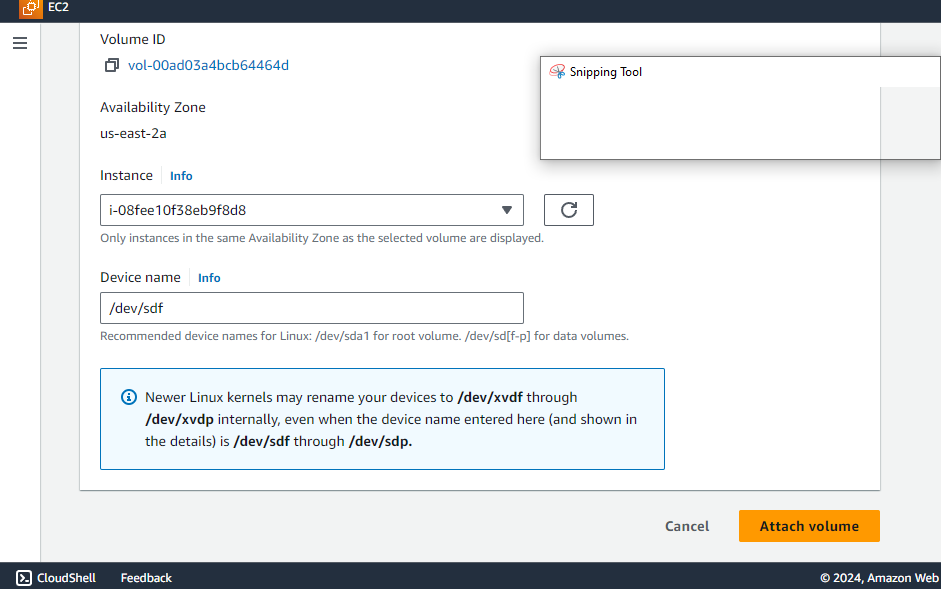 EC2
Volume ID
vol-00ad03a4bcb64464d
Snipping Tool
Availability Zone
us-east-2a
Instance Info
i-08fee10f38eb9f8d8
Only instances in the same Availability Zone as the selected volume are displayed.
Device name Info
/dev/sdf
Recommended device names for Linux: /dev/sda1 for root volume. /dev/sd[f-p] for data volumes.
Newer Linux kernels may rename your devices to /dev/xvdf through
/dev/xvdp internally, even when the device name entered here (and shown in
the details) is /dev/sdf through /dev/sdp.
Cancel Attach volume
CloudShell Feedback © 2024, Amazon Web